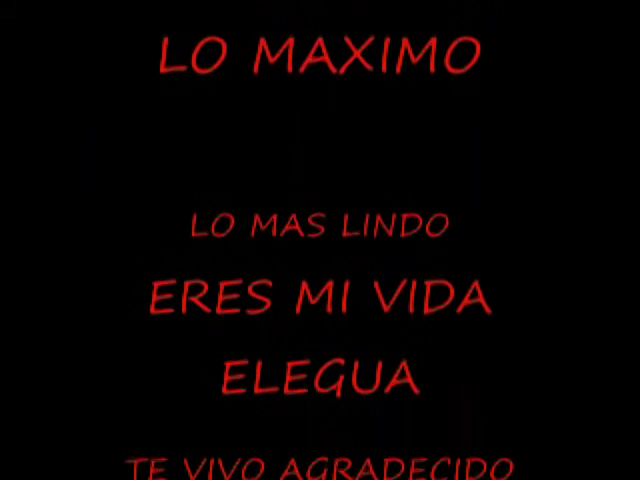 LO MAXIMO
LO MAS LINDO
ERES MI VIDA
ELEGUA
TE VIVO AGRADECIDO